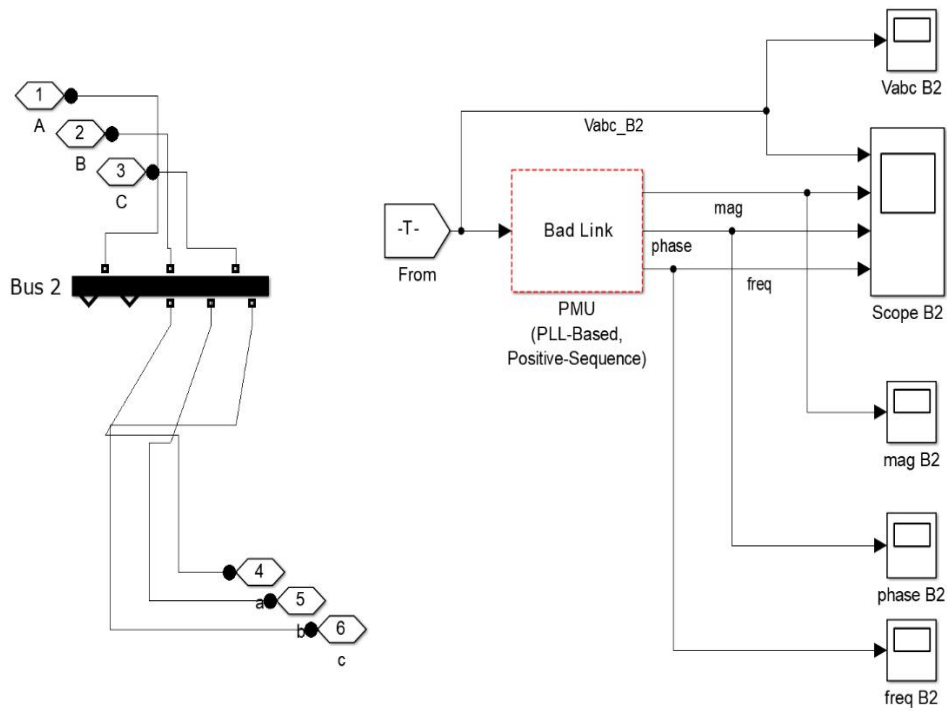 1
A
2
B
3
C
Bus 2
4
a
5
b
6
c
-T-
From
Vabc_B2
Bad Link
PMU
(PLL-Based,
Positive-Sequence)
mag
phase
freq
Vabc B2
Scope B2
mag B2
phase B2
freq B2